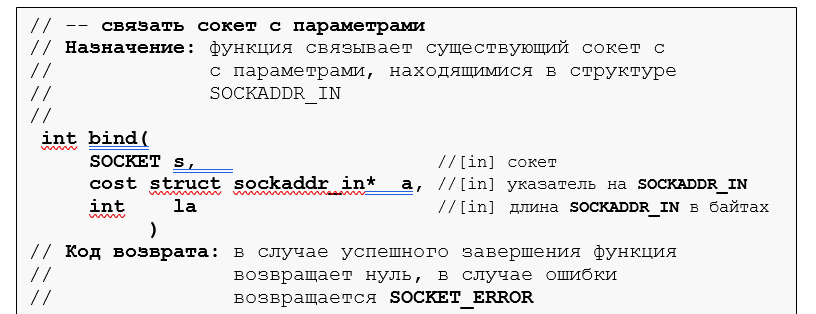 // -- связать сокет с параметрами
// Назначение: функция связывает существующий сокет с
// с параметрами, находящимися в структуре
// SOCKADDR_IN
//
int bind(
SOCKET s, //[in] сокет
cost struct sockaddr_in* a, //[in] указатель на SOCKADDR_IN
int la //[in] длина SOCKADDR_IN в байтах
)
// Код возврата: в случае успешного завершения функция
// возвращает нуль, в случае ошибки
// возвращается SOCKET_ERROR